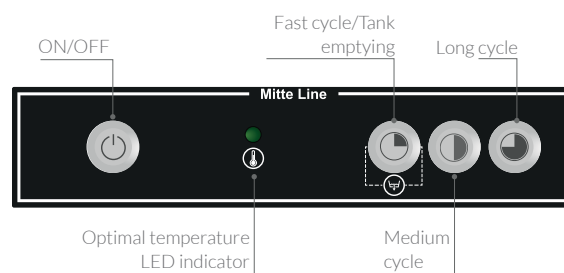 Fast cycle/Tank
emptying
ON/OFF
Long cycle
Mitte Line
Optimal temperature
LED indicator
Medium
cycle